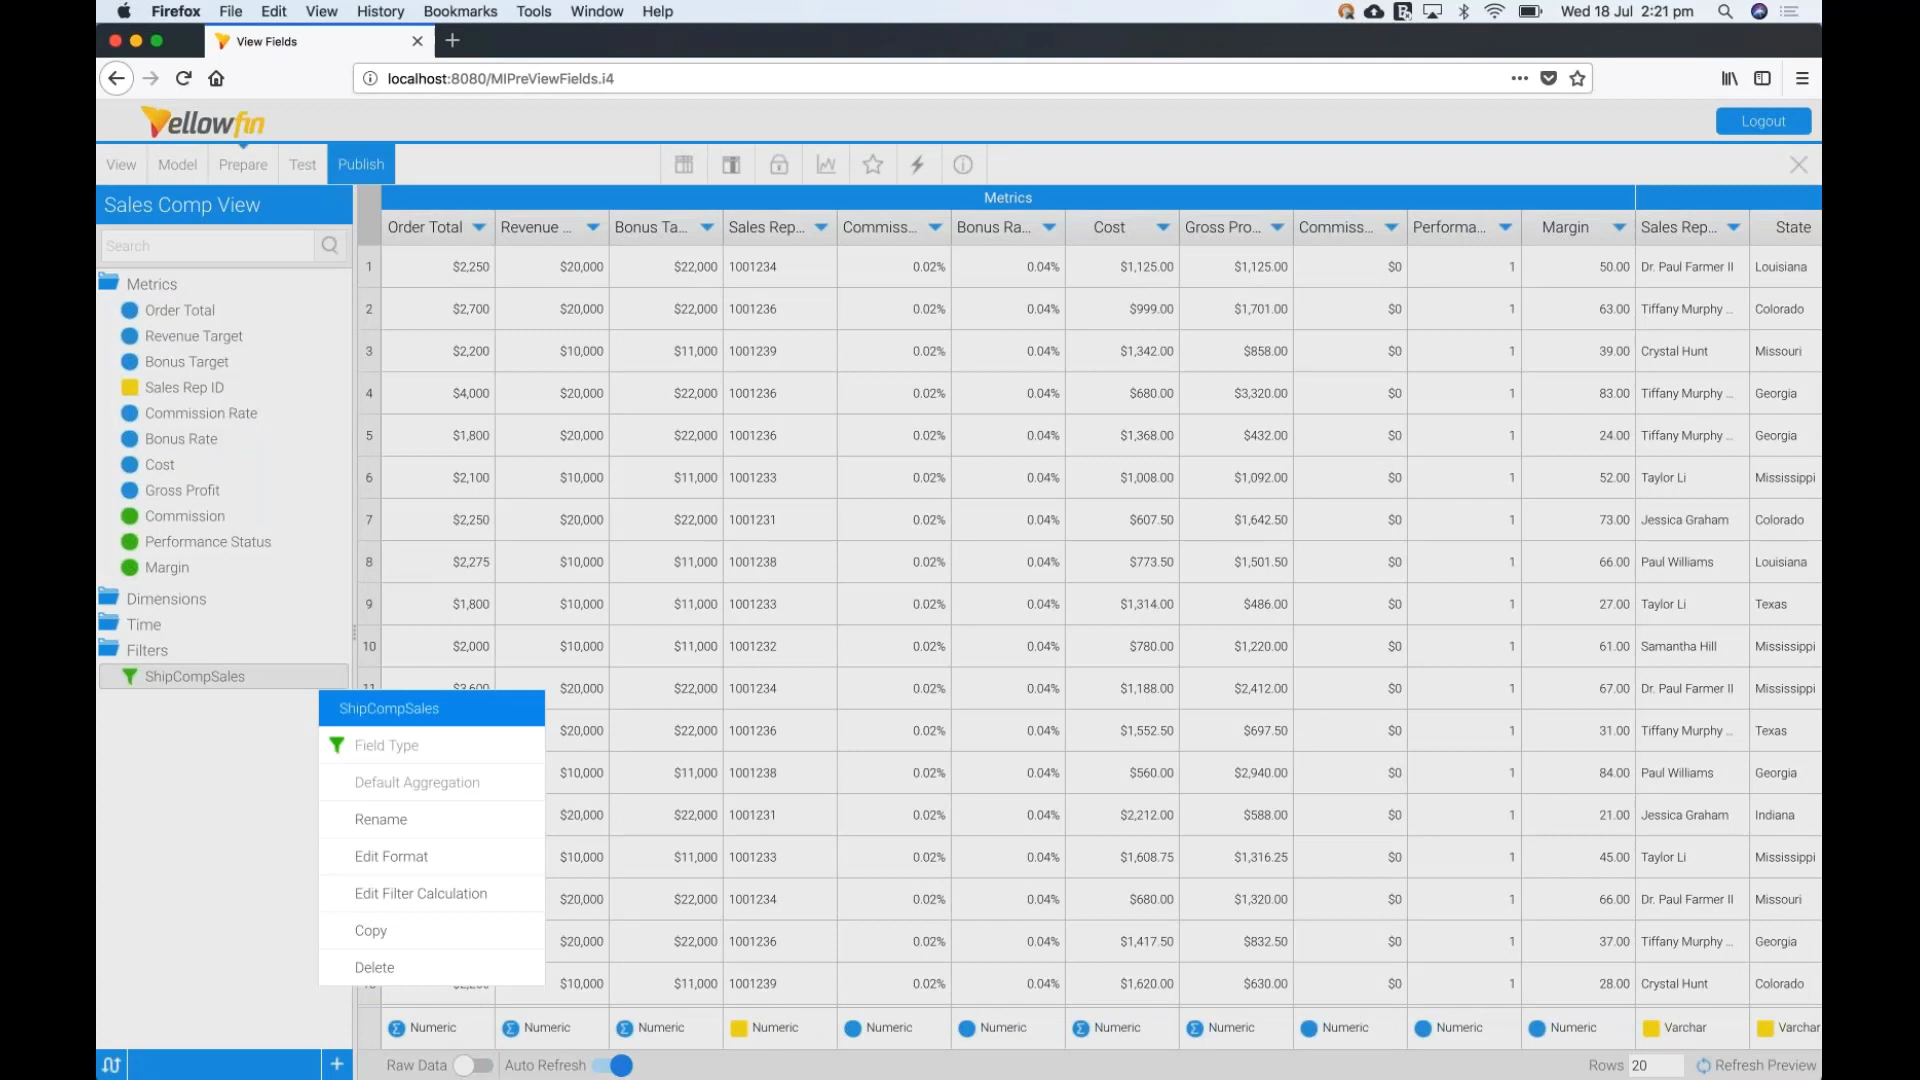 Firefox File Edit View History Bookmarks Tools Window Help Wed 18 Jul 2:21 pm
View Fields
localhost:8080/MIPreViewFields.i4
Yellowfin Logout
View Model Prepare Test Publish
Sales Comp View
Search
Metrics
Order Total
Revenue Target
Bonus Target
Sales Rep ID
Commission Rate
Bonus Rate
Cost
Gross Profit
Commission
Performance Status
Margin
Dimensions
Time
Filters
ShipCompSales
ShipCompSales
Field Type
Default Aggregation
Rename
Edit Format
Edit Filter Calculation
Copy
Delete
Metrics
Order Total Revenue ... Bonus Ta... Sales Rep... Commiss... Bonus Ra... Cost Gross Pro... Commiss... Performa... Margin Sales Rep... State
1 $2,250 $20,000 $22,000 1001234 0.02% 0.04% $1,125.00 $1,125.00 $0 1 50.00 Dr. Paul Farmer II Louisiana
2 $2,700 $20,000 $22,000 1001236 0.02% 0.04% $999.00 $1,701.00 $0 1 63.00 Tiffany Murphy ... Colorado
3 $2,200 $10,000 $11,000 1001239 0.02% 0.04% $1,342.00 $858.00 $0 1 39.00 Crystal Hunt Missouri
4 $4,000 $20,000 $22,000 1001236 0.02% 0.04% $680.00 $3,320.00 $0 1 83.00 Tiffany Murphy ... Georgia
5 $1,800 $20,000 $22,000 1001236 0.02% 0.04% $1,368.00 $432.00 $0 1 24.00 Tiffany Murphy ... Georgia
6 $2,100 $10,000 $11,000 1001233 0.02% 0.04% $1,008.00 $1,092.00 $0 1 52.00 Taylor Li Mississippi
7 $2,250 $20,000 $22,000 1001231 0.02% 0.04% $607.50 $1,642.50 $0 1 73.00 Jessica Graham Colorado
8 $2,275 $10,000 $11,000 1001238 0.02% 0.04% $773.50 $1,501.50 $0 1 66.00 Paul Williams Louisiana
9 $1,800 $10,000 $11,000 1001233 0.02% 0.04% $1,314.00 $486.00 $0 1 27.00 Taylor Li Texas
10 $2,000 $10,000 $11,000 1001232 0.02% 0.04% $780.00 $1,220.00 $0 1 61.00 Samantha Hill Mississippi
11 $3,600 $20,000 $22,000 1001234 0.02% 0.04% $1,188.00 $2,412.00 $0 1 67.00 Dr. Paul Farmer II Mississippi
$20,000 $22,000 1001236 0.02% 0.04% $1,552.50 $697.50 $0 1 31.00 Tiffany Murphy ... Texas
$10,000 $11,000 1001238 0.02% 0.04% $560.00 $2,940.00 $0 1 84.00 Paul Williams Georgia
$20,000 $22,000 1001231 0.02% 0.04% $2,212.00 $588.00 $0 1 21.00 Jessica Graham Indiana
$10,000 $11,000 1001233 0.02% 0.04% $1,608.75 $1,316.25 $0 1 45.00 Taylor Li Mississippi
$20,000 $22,000 1001234 0.02% 0.04% $680.00 $1,320.00 $0 1 66.00 Dr. Paul Farmer II Missouri
$20,000 $22,000 1001236 0.02% 0.04% $1,417.50 $832.50 $0 1 37.00 Tiffany Murphy ... Georgia
$10,000 $11,000 1001239 0.02% 0.04% $1,620.00 $630.00 $0 1 28.00 Crystal Hunt Colorado
Numeric Numeric Numeric Numeric Numeric Numeric Numeric Numeric Numeric Numeric Numeric Varchar Varchar
Raw Data Auto Refresh Rows 20 Refresh Preview